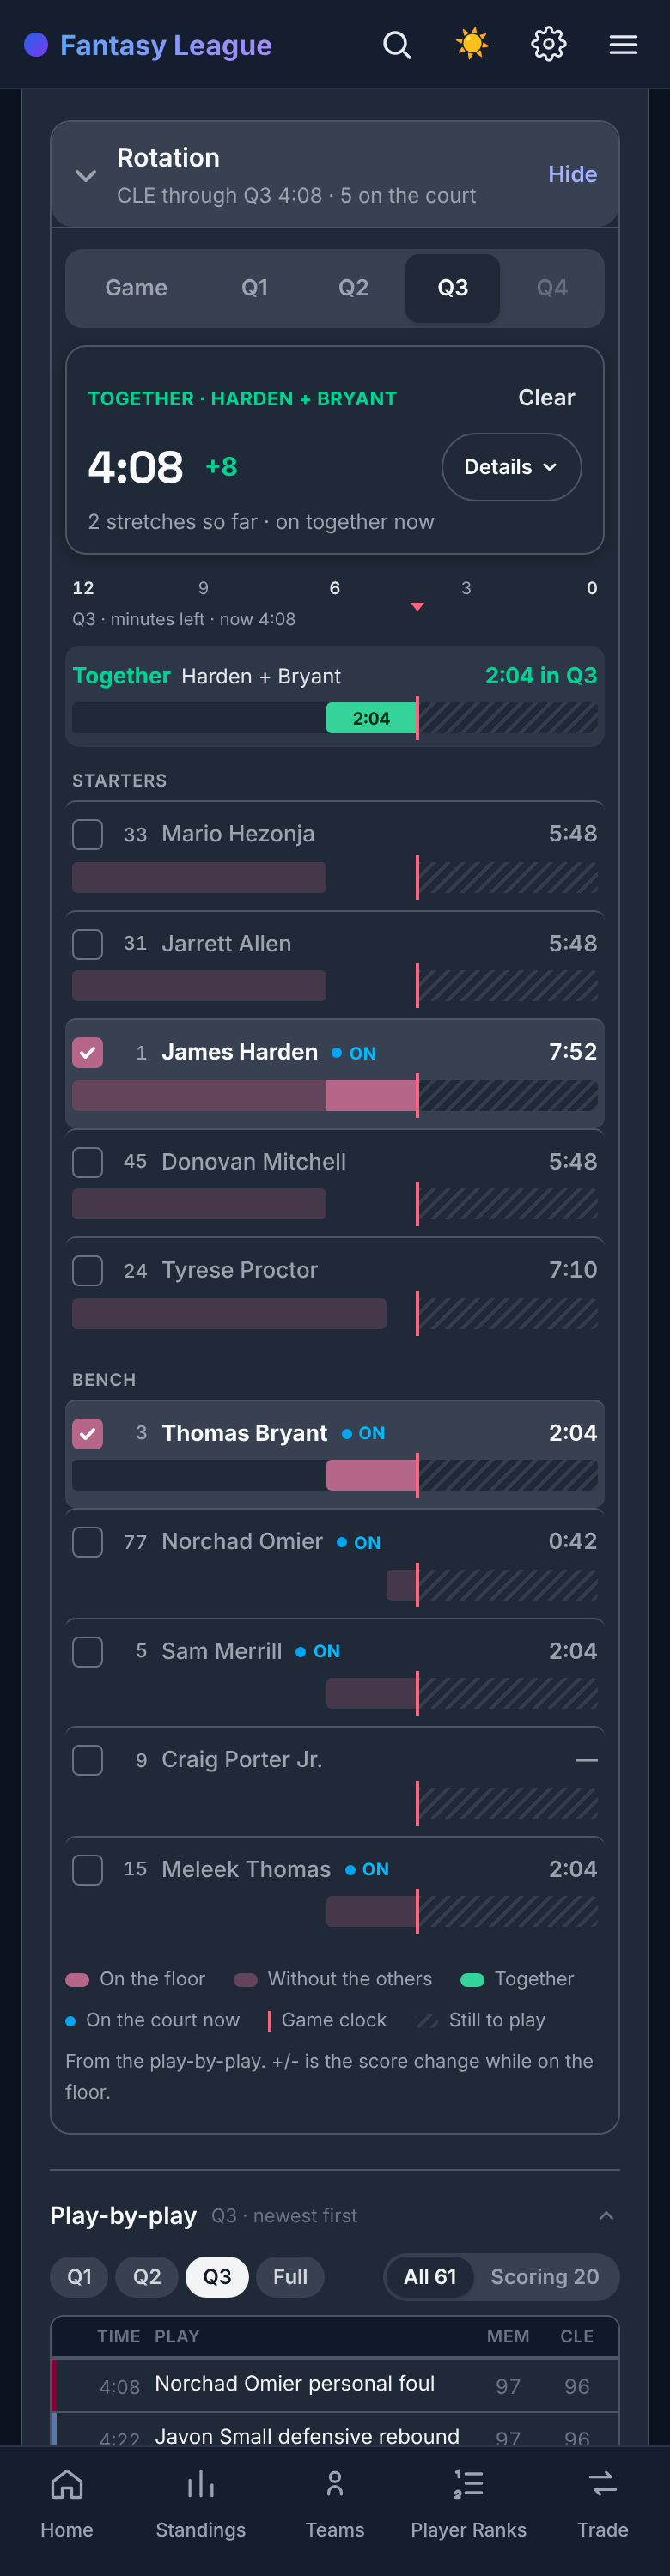 Fantasy League
Rotation
CLE through Q3 4:08 · 5 on the court
Hide
Game Q1 Q2 Q3 Q4
TOGETHER · HARDEN + BRYANT
Clear
4:08 +8
Details
2 stretches so far · on together now
12 9 6 3 0
Q3 · minutes left · now 4:08
Together Harden + Bryant 2:04 in Q3
2:04
STARTERS
33 Mario Hezonja 5:48
31 Jarrett Allen 5:48
1 James Harden ON 7:52
45 Donovan Mitchell 5:48
24 Tyrese Proctor 7:10
BENCH
3 Thomas Bryant ON 2:04
77 Norchad Omier ON 0:42
5 Sam Merrill ON 2:04
9 Craig Porter Jr. —
15 Meleek Thomas ON 2:04
On the floor Without the others Together
On the court now Game clock Still to play
From the play-by-play. +/- is the score change while on the
floor.
Play-by-play Q3 · newest first
Q1 Q2 Q3 Full All 61 Scoring 20
TIME PLAY MEM CLE
4:08 Norchad Omier personal foul 97 96
4:22 Javon Small defensive rebound 97 96
Home Standings Teams Player Ranks Trade